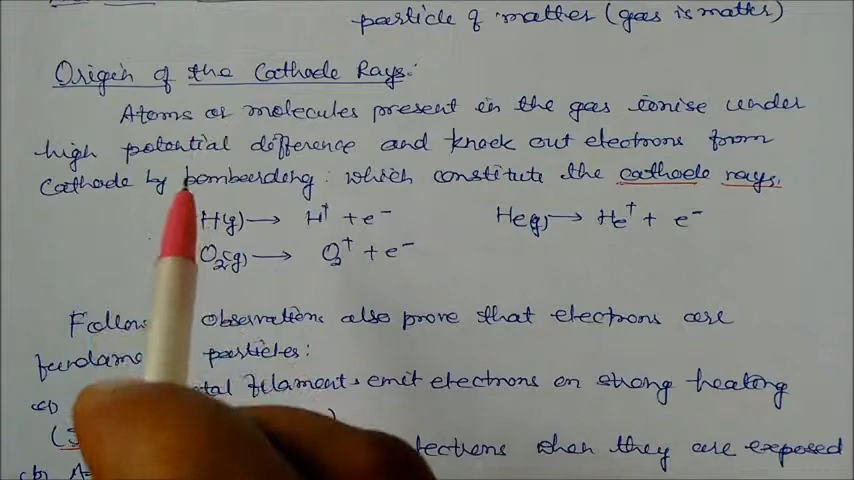 particle of matter (gas is matter)
Origin of the Cathode Rays:
Atoms or molecules present in the gas ionise under
high potential difference and knock out electrons from
Cathode by bombarding: which constitute the cathode rays.
H(g) → H⁺ + e⁻ He(g) → He⁺ + e⁻
O₂(g) → O₂⁺ + e⁻
observations also prove that electrons are
particles:
filament emit electrons on strong heating
(a)
when they are exposed
(b)